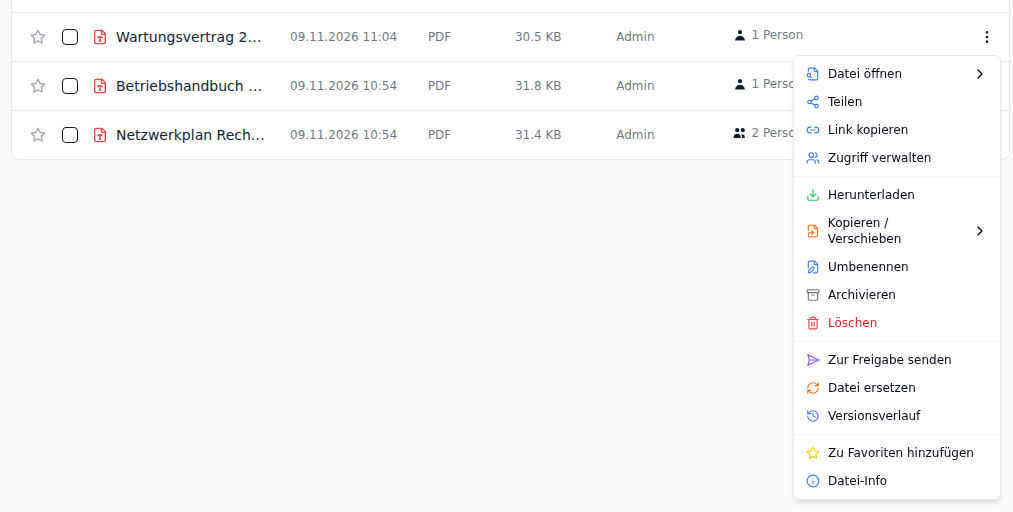 Wartungsvertrag 2... 09.11.2026 11:04 PDF 30.5 KB Admin 1 Person
Betriebshandbuch ... 09.11.2026 10:54 PDF 31.8 KB Admin 1 Perso
Netzwerkplan Rech... 09.11.2026 10:54 PDF 31.4 KB Admin 2 Perso
Datei öffnen
Teilen
Link kopieren
Zugriff verwalten
Herunterladen
Kopieren /
Verschieben
Umbenennen
Archivieren
Löschen
Zur Freigabe senden
Datei ersetzen
Versionsverlauf
Zu Favoriten hinzufügen
Datei-Info